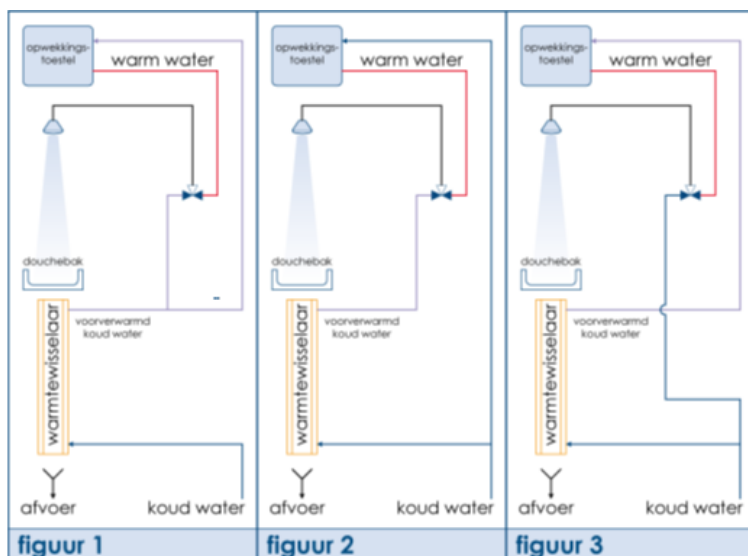 opwekkings-
toestel
warm water
douchebak
warmtewisselaar
voorverwarmd
koud water
afvoer
koud water
figuur 1
opwekkings-
toestel
warm water
douchebak
warmtewisselaar
voorverwarmd
koud water
afvoer
koud water
figuur 2
opwekkings-
toestel
warm water
douchebak
warmtewisselaar
voorverwarmd
koud water
afvoer
koud water
figuur 3